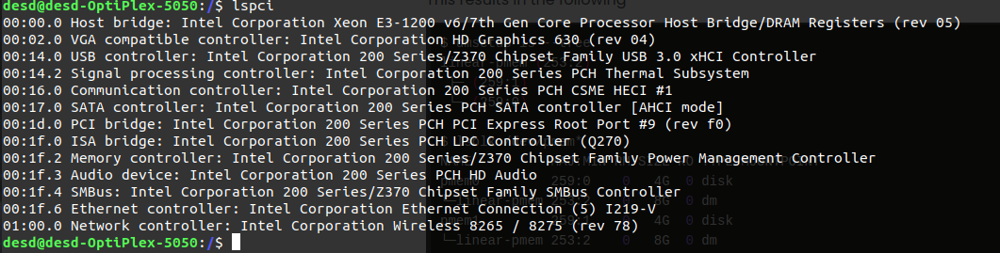 This results in the following
desd@desd-OptiPlex-5050:/$ lspci
00:00.0 Host bridge: Intel Corporation Xeon E3-1200 v6/7th Gen Core Processor Host Bridge/DRAM Registers (rev 05)
00:02.0 VGA compatible controller: Intel Corporation HD Graphics 630 (rev 04)
00:14.0 USB controller: Intel Corporation 200 Series/Z370 Chipset Family USB 3.0 xHCI Controller
00:14.2 Signal processing controller: Intel Corporation 200 Series PCH Thermal Subsystem
00:16.0 Communication controller: Intel Corporation 200 Series PCH CSME HECI #1
00:17.0 SATA controller: Intel Corporation 200 Series PCH SATA controller [AHCI mode]
00:1d.0 PCI bridge: Intel Corporation 200 Series PCH PCI Express Root Port #9 (rev f0)
00:1f.0 ISA bridge: Intel Corporation 200 Series PCH LPC Controller (Q270)
00:1f.2 Memory controller: Intel Corporation 200 Series/Z370 Chipset Family Power Management Controller
00:1f.3 Audio device: Intel Corporation 200 Series PCH HD Audio
259:0 0 4G 0 disk
00:1f.4 SMBus: Intel Corporation 200 Series/Z370 Chipset Family SMBus Controller
0 8G 0 dm
00:1f.6 Ethernet controller: Intel Corporation Ethernet Connection (5) I219-V
0 4G 0 disk
01:00.0 Network controller: Intel Corporation Wireless 8265 / 8275 (rev 78)
desd@desd-OptiPlex-5050:/$
└─linear-pmem 253:2 0 8G 0 dm